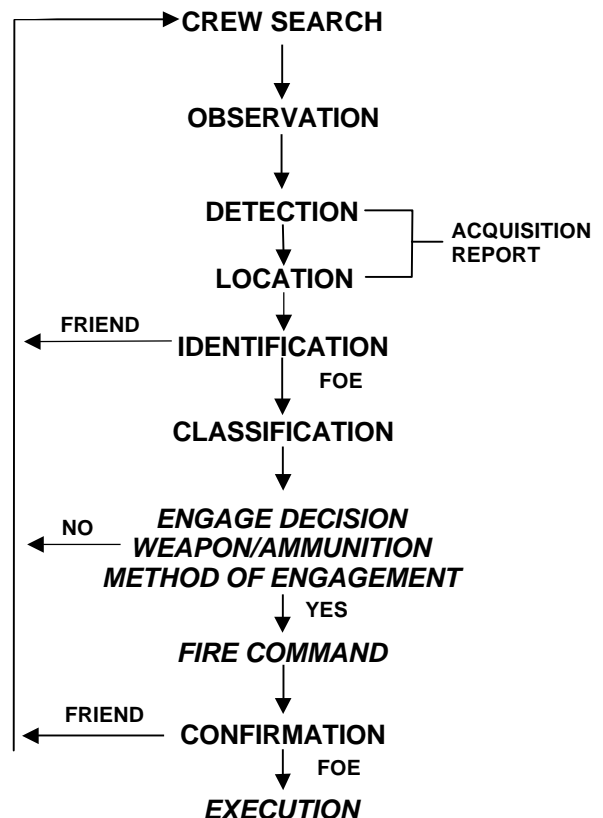 CREW SEARCH
OBSERVATION
DETECTION
ACQUISITION
REPORT
LOCATION
FRIEND
IDENTIFICATION
FOE
CLASSIFICATION
ENGAGE DECISION
NO
WEAPON/AMMUNITION
METHOD OF ENGAGEMENT
YES
FIRE COMMAND
FRIEND
CONFIRMATION
FOE
EXECUTION